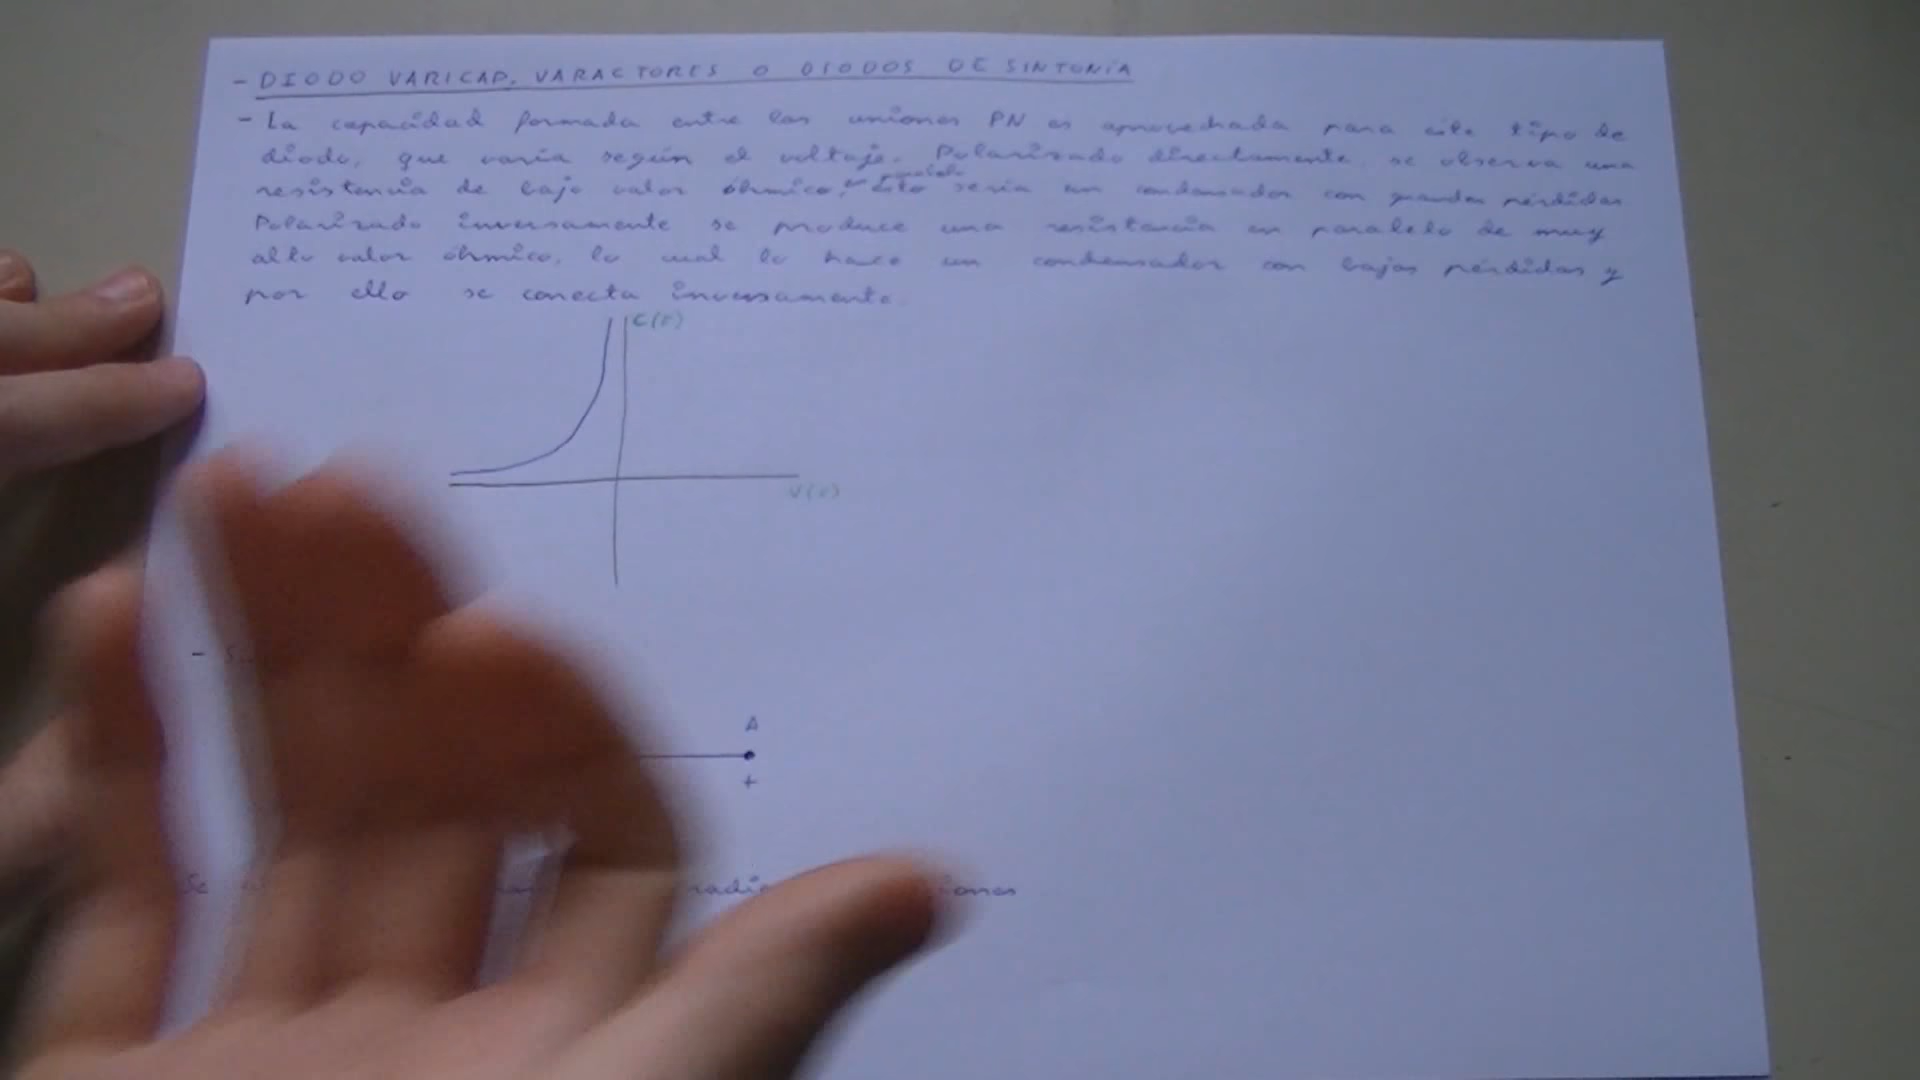 - DIODO VARICAP, VARACTORES O DIODOS DE SINTONÍA
- La capacidad formada entre las uniones PN es aprovechada para este tipo de
diodo, que varía según el voltaje. Polarizado directamente, se observa una
paralelo
resistencia de bajo valor óhmico, esto sería un condensador con grandes pérdidas
Polarizado inversamente se produce una resistencia en paralelo de muy
alto valor óhmico, lo cual lo hace un condensador con bajas pérdidas y
por ello se conecta inversamente.
C(F)
V(V)
-
A
+
Se